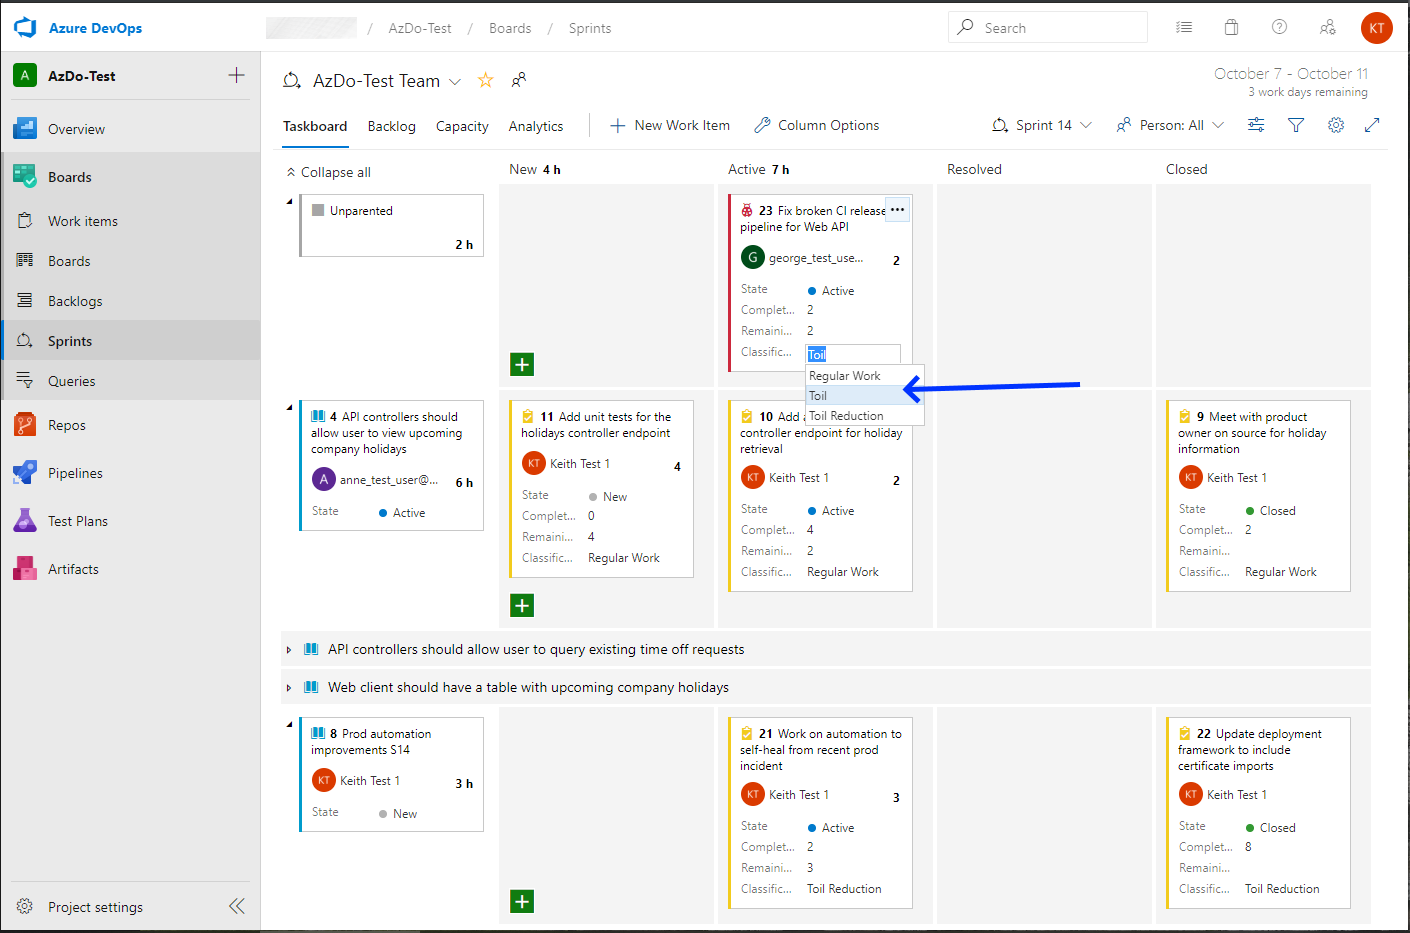 Azure DevOps
/ AzDo-Test / Boards / Sprints
Search
KT
A AzDo-Test
Overview
Boards
Work items
Boards
Backlogs
Sprints
Queries
Repos
Pipelines
Test Plans
Artifacts
Project settings
AzDo-Test Team
October 7 - October 11
3 work days remaining
Taskboard Backlog Capacity Analytics
New Work Item
Column Options
Sprint 14
Person: All
Collapse all
New 4 h
Active 7 h
Resolved
Closed
Unparented
2 h
23 Fix broken CI release
pipeline for Web API
G george_test_use... 2
State Active
Complet... 2
Remaini... 2
Classific... Toil
Regular Work
Toil
Toil Reduction
4 API controllers should
allow user to view upcoming
company holidays
A anne_test_user@... 6 h
State Active
11 Add unit tests for the
holidays controller endpoint
KT Keith Test 1 4
State New
Complet... 0
Remaini... 4
Classific... Regular Work
10 Add a
controller endpoint for holiday
retrieval
KT Keith Test 1 2
State Active
Complet... 4
Remaini... 2
Classific... Regular Work
9 Meet with product
owner on source for holiday
information
KT Keith Test 1
State Closed
Complet... 2
Remaini...
Classific... Regular Work
API controllers should allow user to query existing time off requests
Web client should have a table with upcoming company holidays
8 Prod automation
improvements S14
KT Keith Test 1 3 h
State New
21 Work on automation to
self-heal from recent prod
incident
KT Keith Test 1 3
State Active
Complet... 2
Remaini... 3
Classific... Toil Reduction
22 Update deployment
framework to include
certificate imports
KT Keith Test 1
State Closed
Complet... 8
Remaini...
Classific... Toil Reduction